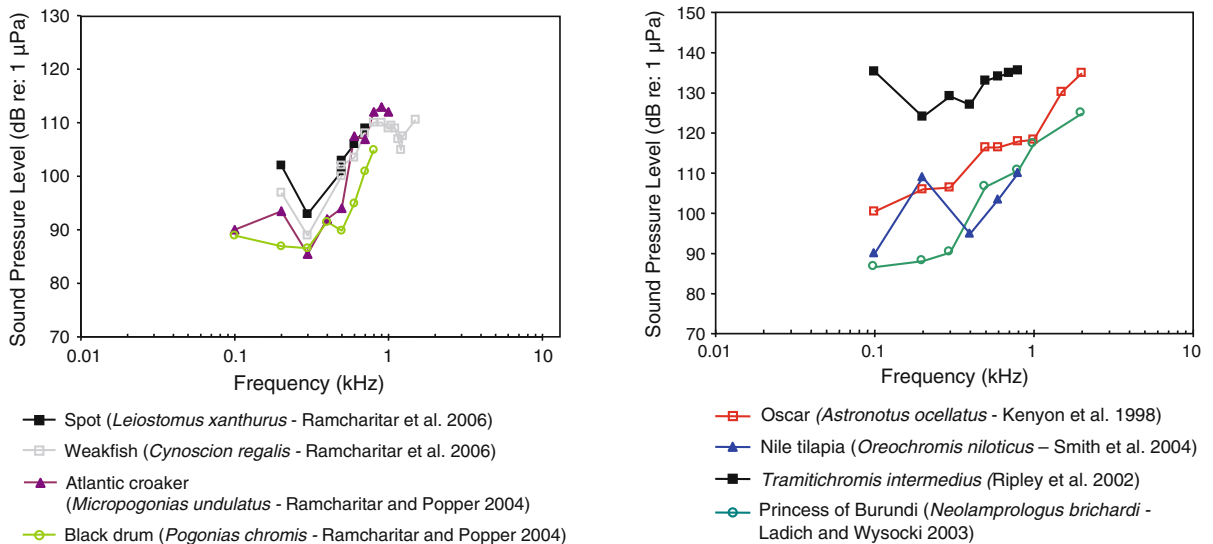 Sound Pressure Level (dB re: 1 µPa)
130
120
110
100
90
80
70
0.01
0.1
1
10
Frequency (kHz)
Spot (Leiostomus xanthurus - Ramcharitar et al. 2006)
Weakfish (Cynoscion regalis - Ramcharitar et al. 2006)
Atlantic croaker
(Micropogonias undulatus - Ramcharitar and Popper 2004)
Black drum (Pogonias chromis - Ramcharitar and Popper 2004)
Sound Pressure Level (dB re: 1 µPa)
150
140
130
120
110
100
90
80
70
0.01
0.1
1
10
Frequency (kHz)
Oscar (Astronotus ocellatus - Kenyon et al. 1998)
Nile tilapia (Oreochromis niloticus – Smith et al. 2004)
Tramitichromis intermedius (Ripley et al. 2002)
Princess of Burundi (Neolamprologus brichardi -
Ladich and Wysocki 2003)